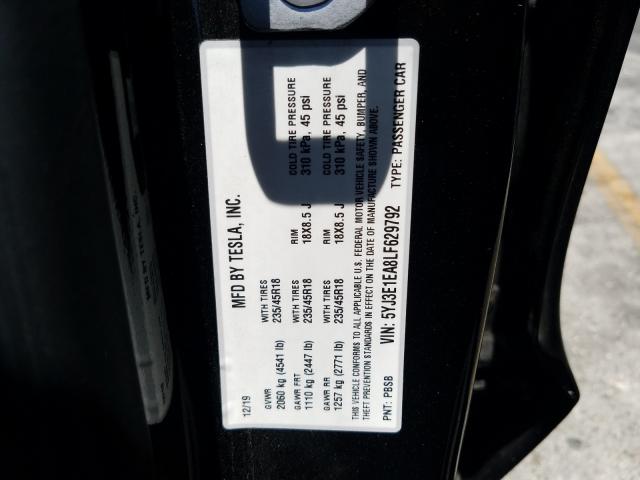 MFD BY TESLA, INC.
12/19
GVWR WITH TIRES RIM COLD TIRE PRESSURE
2060 kg (4541 lb) 235/45R18 18X8.5 J 310 kPa, 45 psi
GAWR FRT WITH TIRES RIM COLD TIRE PRESSURE
1110 kg (2447 lb) 235/45R18 18X8.5 J 310 kPa, 45 psi
GAWR RR WITH TIRES
1257 kg (2771 lb) 235/45R18
THIS VEHICLE CONFORMS TO ALL APPLICABLE U.S. FEDERAL MOTOR VEHICLE SAFETY, BUMPER, AND
THEFT PREVENTION STANDARDS IN EFFECT ON THE DATE OF MANUFACTURE SHOWN ABOVE.
PNT: PBSB VIN: 5YJ3E1EA8LF629792 TYPE: PASSENGER CAR